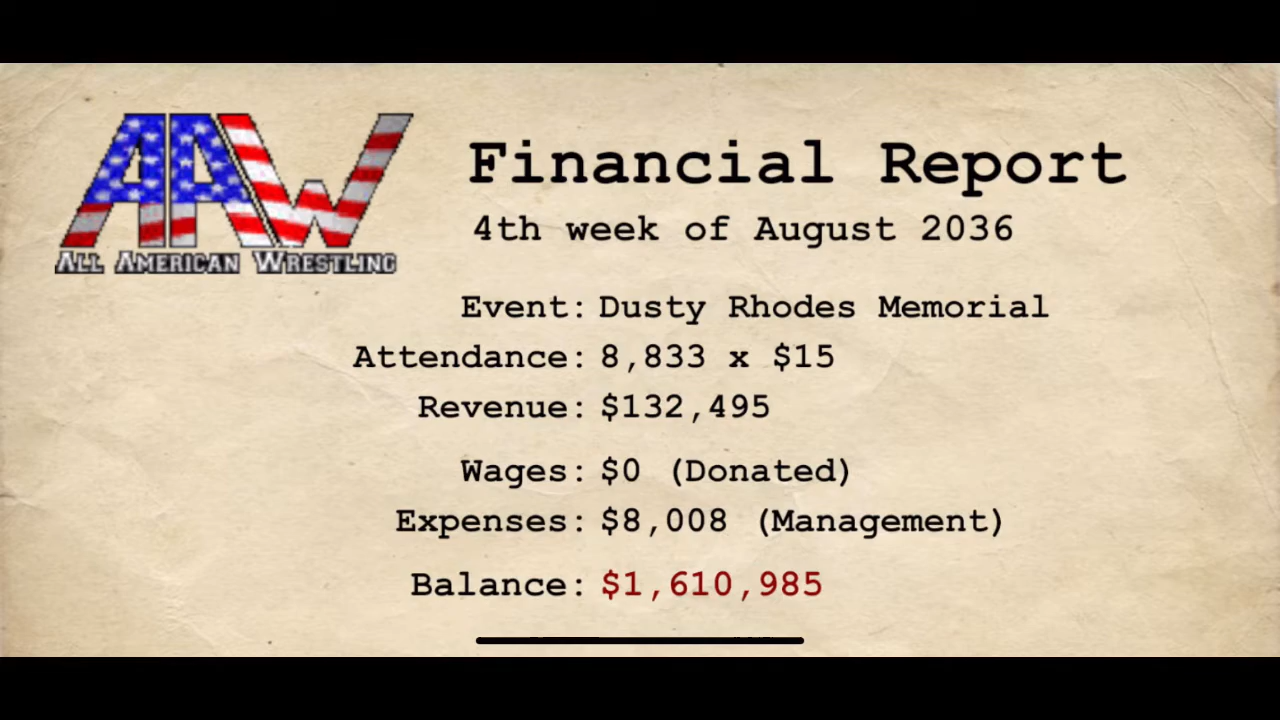 AAW
ALL AMERICAN WRESTLING
Financial Report
4th week of August 2036
Event: Dusty Rhodes Memorial
Attendance: 8,833 x $15
Revenue: $132,495
Wages: $0 (Donated)
Expenses: $8,008 (Management)
Balance: $1,610,985